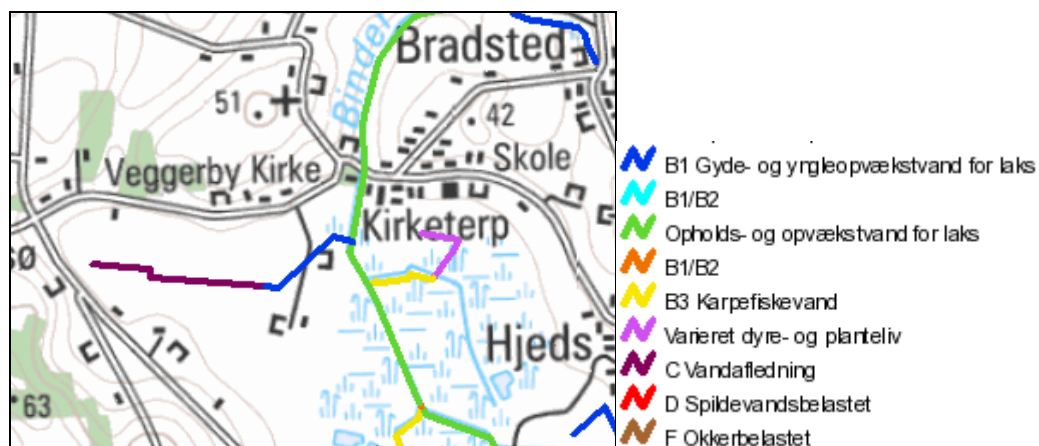 Binder
Bradsted
51
42
Skole
Veggerby Kirke
Kirketerp
sø
Hjeds
63
B1 Gyde- og yngleopvækstvand for laks
B1/B2
Opholds- og opvækstvand for laks
B1/B2
B3 Karpefiskevand
Varieret dyre- og planteliv
C Vandafledning
D Spildevandsbelastet
F Okkerbelastet